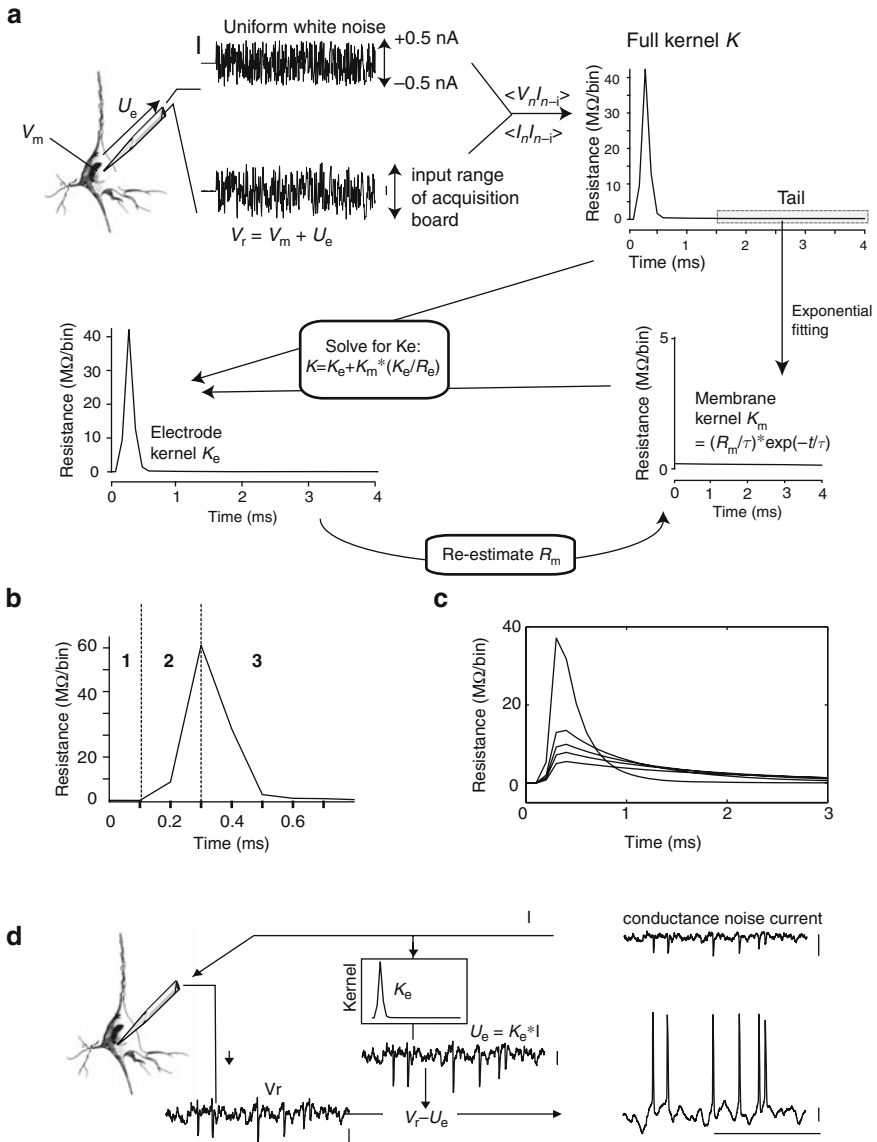 a
I
Uniform white noise
+0.5 nA
–0.5 nA
U_e
V_m
V_r = V_m + U_e
input range
of acquisition
board
<V_nI_{n–i}>
<I_nI_{n–i}>
Full kernel K
Resistance (MΩ/bin)
40
30
20
10
0
Tail
0 1 2 3 4
Time (ms)
Exponential
fitting
Solve for Ke:
K=K_e+K_m*(K_e/R_e)
Resistance (MΩ/bin)
40
30
20
10
0
Electrode
kernel K_e
0 1 2 3 4
Time (ms)
Resistance (MΩ/bin)
5
0
Membrane
kernel K_m
= (R_m/τ)*exp(–t/τ)
0 1 2 3 4
Time (ms)
Re-estimate R_m
b
Resistance (MΩ/bin)
60
40
20
0
1 2 3
0 0.2 0.4 0.6
Time (ms)
c
Resistance (MΩ/bin)
40
20
0
0 1 2 3
Time (ms)
d
I
conductance noise current
Kernel
K_e
U_e = K_e*I
Vr
V_r–U_e